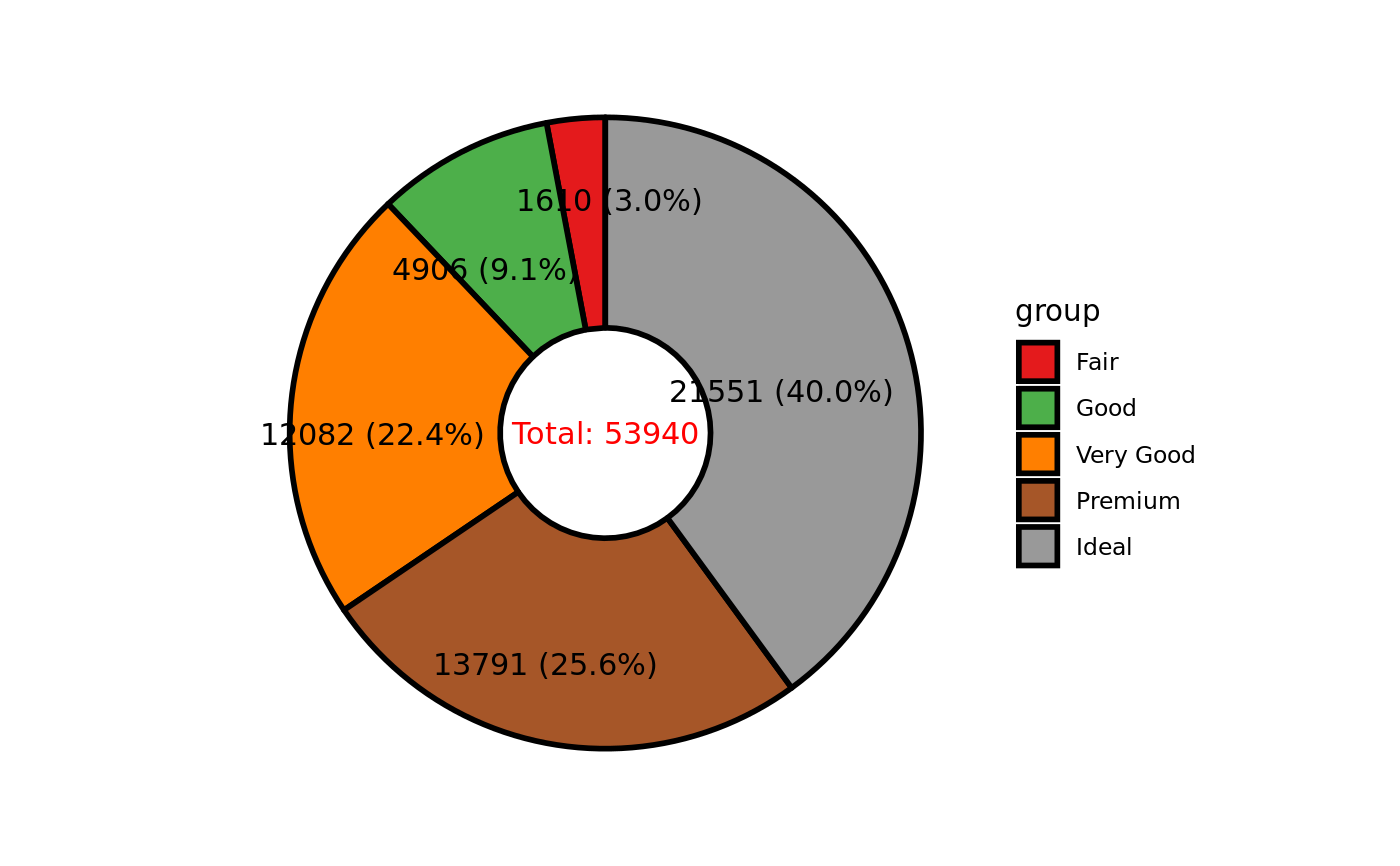 1610 (3.0%)
4906 (9.1%)
21551 (40.0%)
12082 (22.4%)
Total: 53940
13791 (25.6%)
group
Fair
Good
Very Good
Premium
Ideal